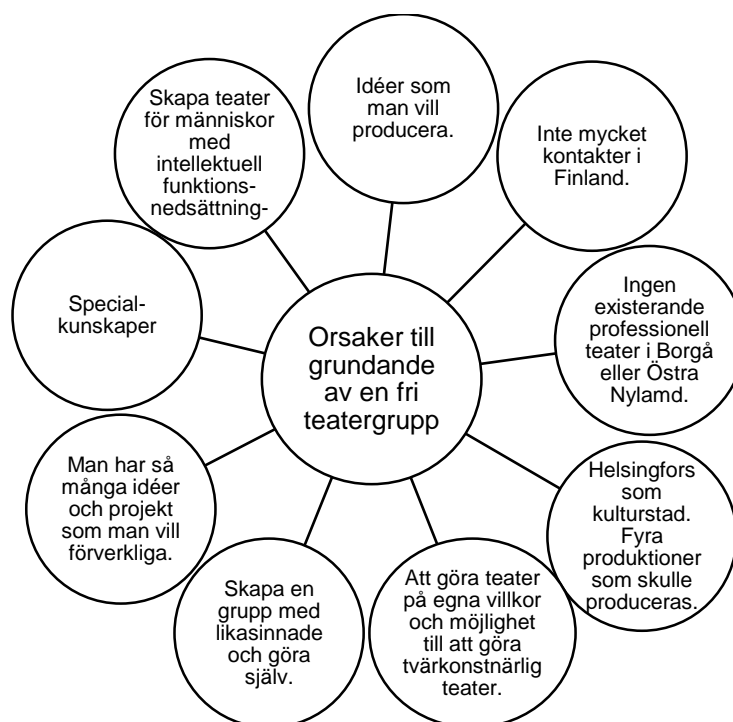 Idéer som
man vill
producera.
Inte mycket
kontakter i
Finland.
Ingen
existerande
professionell
teater i Borgå
eller Östra
Nylamd.
Helsingfors
som
kulturstad.
Fyra
produktioner
som skulle
produceras.
Att göra teater
på egna villkor
och möjlighet
till att göra
tvärkonstnärlig
teater.
Skapa en
grupp med
likasinnade
och göra
själv.
Man har så
många idéer
och projekt
som man vill
förverkliga.
Special-
kunskaper
Skapa teater
för människor
med
intellektuell
funktions-
nedsättning-
Orsaker till
grundande
av en fri
teatergrupp